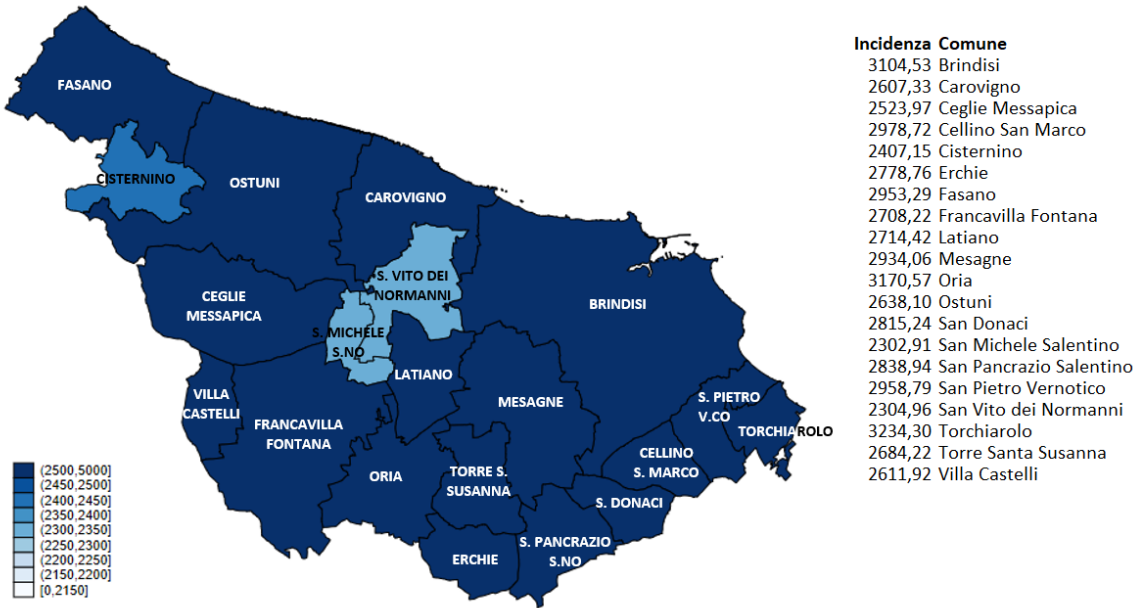 FASANO
CISTERNINO
OSTUNI
CAROVIGNO
S. VITO DEI
NORMANNI
CEGLIE
MESSAPICA
BRINDISI
S. MICHELE
S.NO
LATIANO
VILLA
CASTELLI
MESAGNE
FRANCAVILLA
FONTANA
S. PIETRO
V.CO
TORCHIAROLO
CELLINO
S. MARCO
ORIA
TORRE S.
SUSANNA
S. DONACI
S. PANCRAZIO
S.NO
ERCHIE
(2500,5000]
(2450,2500]
(2400,2450]
(2350,2400]
(2300,2350]
(2250,2300]
(2200,2250]
(2150,2200]
[0,2150]
Incidenza Comune
3104,53 Brindisi
2607,33 Carovigno
2523,97 Ceglie Messapica
2978,72 Cellino San Marco
2407,15 Cisternino
2778,76 Erchie
2953,29 Fasano
2708,22 Francavilla Fontana
2714,42 Latiano
2934,06 Mesagne
3170,57 Oria
2638,10 Ostuni
2815,24 San Donaci
2302,91 San Michele Salentino
2838,94 San Pancrazio Salentino
2958,79 San Pietro Vernotico
2304,96 San Vito dei Normanni
3234,30 Torchiarolo
2684,22 Torre Santa Susanna
2611,92 Villa Castelli